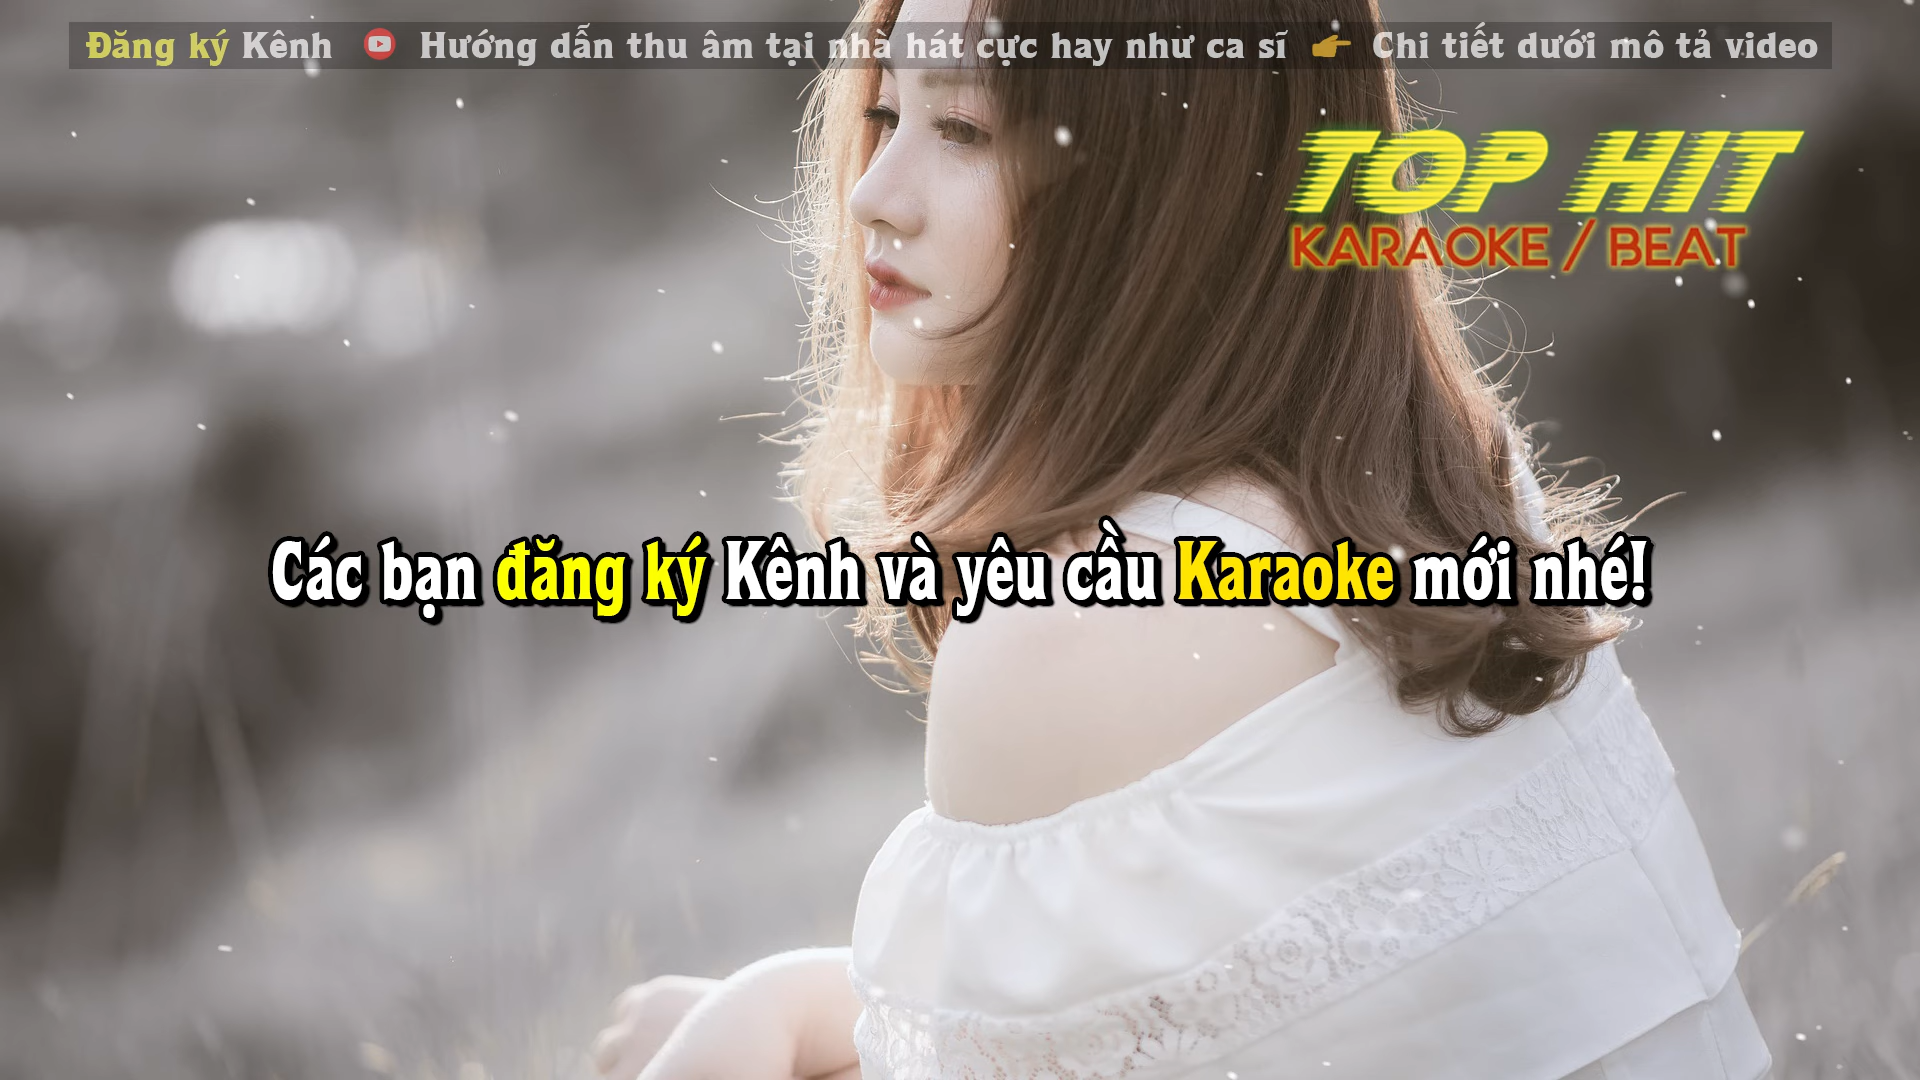 Đăng ký Kênh Hướng dẫn thu âm tại nhà hát cực hay như ca sĩ Chi tiết dưới mô tả video
TOP HIT
KARAOKE / BEAT
Các bạn đăng ký Kênh và yêu cầu Karaoke mới nhé!